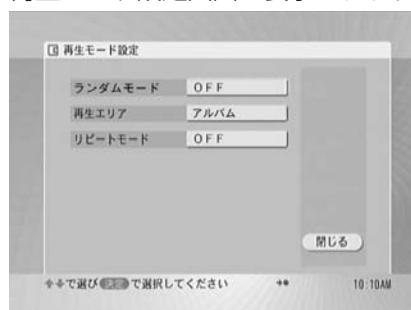 再生モード設定
ランダムモード OFF
再生エリア アルバム
リピートモード OFF
閉じる
で選び 決定 で選択してください
10:10AM